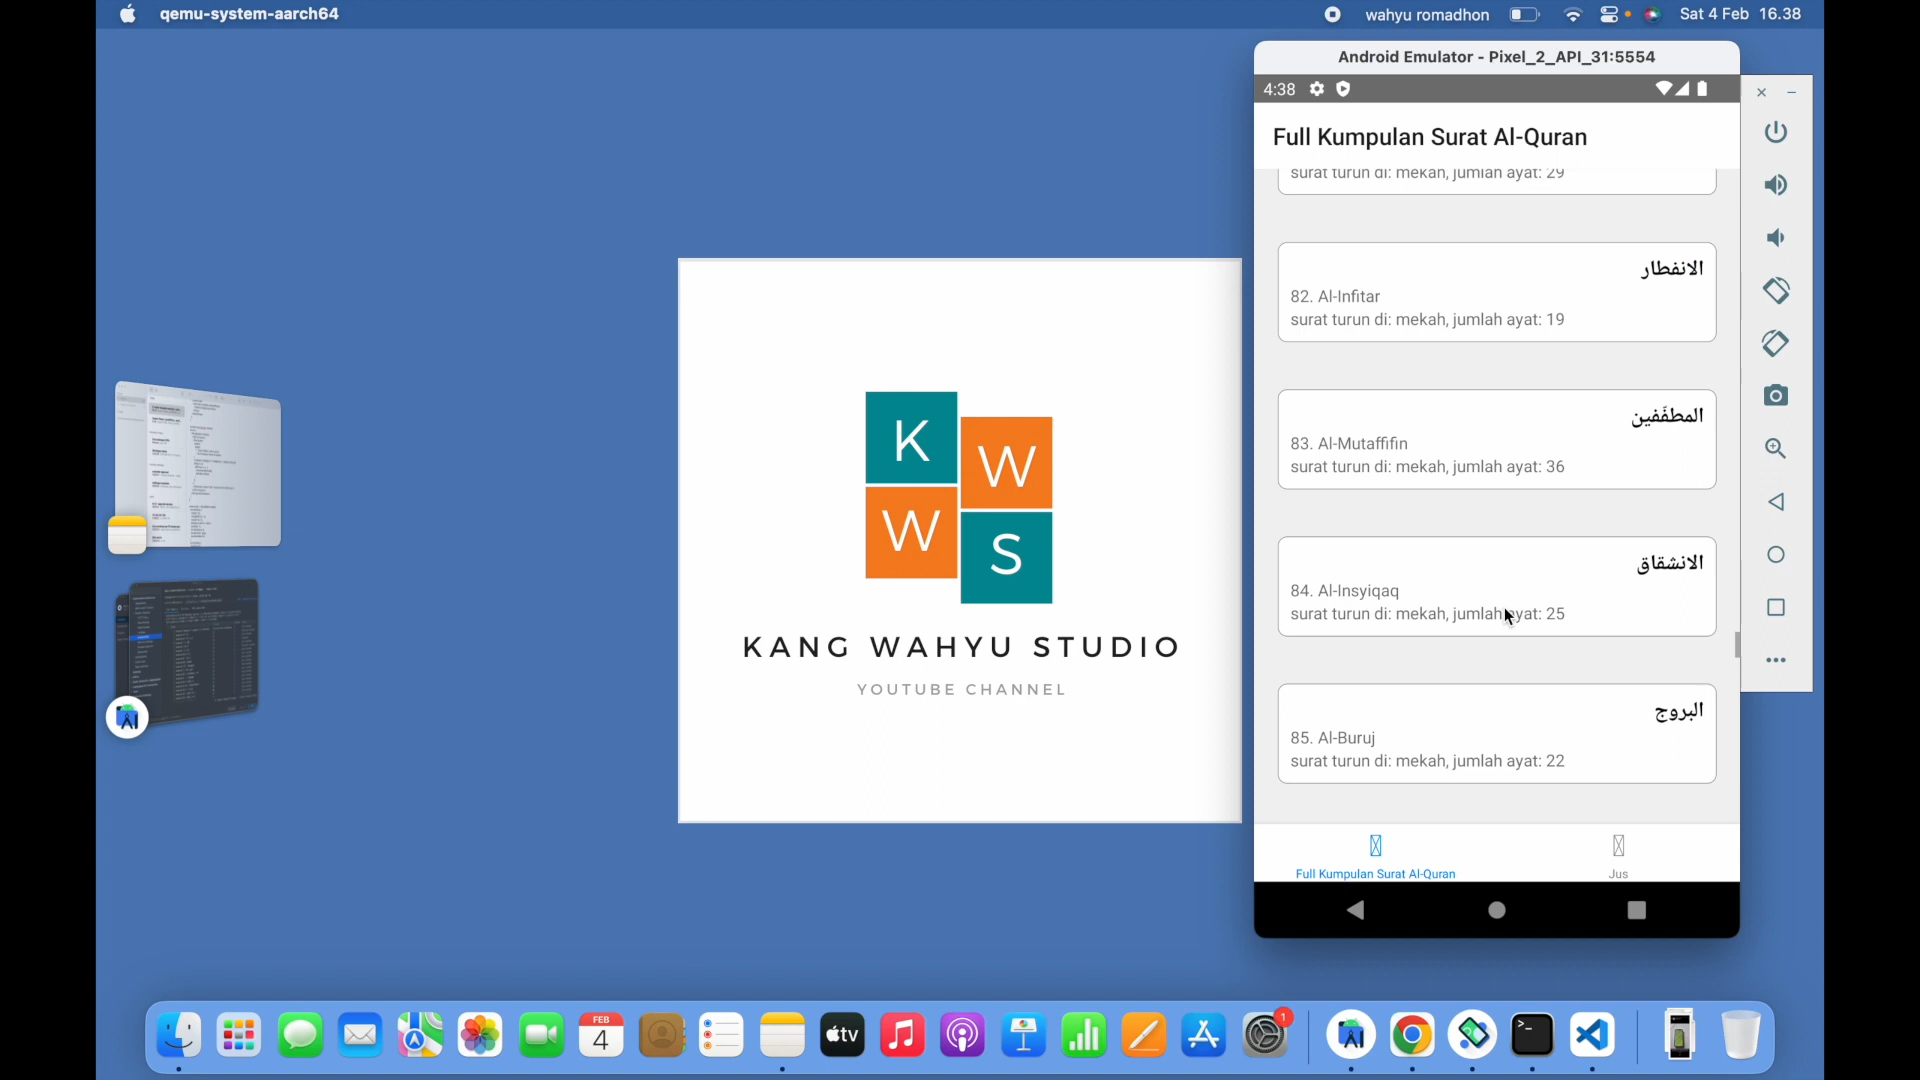 qemu-system-aarch64
wahyu romadhon
Sat 4 Feb 16.38
Android Emulator - Pixel_2_API_31:5554
4:38
Full Kumpulan Surat Al-Quran
surat turun di: mekah, jumlah ayat: 29
الانفطار
82. Al-Infitar
surat turun di: mekah, jumlah ayat: 19
المطفّفين
83. Al-Mutaffifin
surat turun di: mekah, jumlah ayat: 36
الانشقاق
84. Al-Insyiqaq
surat turun di: mekah, jumlah ayat: 25
البروج
85. Al-Buruj
surat turun di: mekah, jumlah ayat: 22
Full Kumpulan Surat Al-Quran
Jus
K
W
W
S
KANG WAHYU STUDIO
YOUTUBE CHANNEL
FEB
4
tv
1